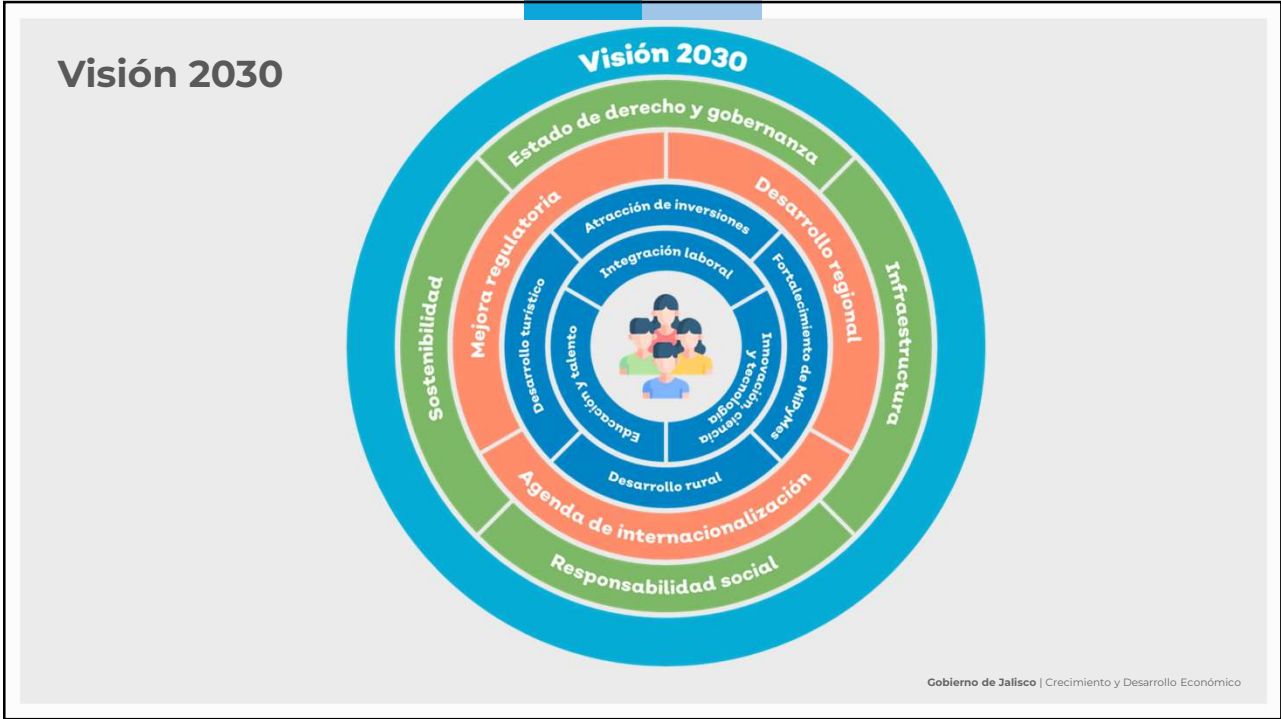 Visión 2030
Visión 2030
Estado de derecho y gobernanza
Infraestructura
Responsabilidad social
Sostenibilidad
Mejora regulatoria
Desarrollo regional
Agenda de internacionalización
Atracción de inversiones
Fortalecimiento de MiPyMes
Desarrollo rural
Desarrollo turístico
Integración laboral
Innovación, ciencia
y tecnología
Educación y talento
Gobierno de Jalisco | Crecimiento y Desarrollo Económico